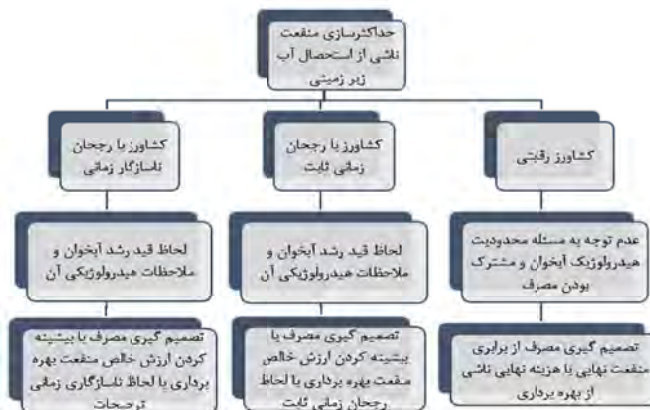 حداکثرسازی منفعت
ناشی از استحصال آب
زیر زمینی
کشاورز رقبتی
کشاورز با رجحان
زمانی ثابت
کشاورز با رجحان
ناسازگار زمانی
عدم توجه به مسئله محدودیت
هیدرولوژیک آبخوان و مشترک
بودن مصرف
لحاظ قید رشد آبخوان و
ملاحظات هیدرولوژیکی آن
لحاظ قید رشد آبخوان و
ملاحظات هیدرولوژیکی آن
تصمیم گیری مصرف از برابری
منفعت نهایی با هزینه نهایی ناشی
از بهره برداری
تصمیم گیری مصرف با
بیشینه کردن ارزش خالص
منفعت بهره برداری با لحاظ
رجحان زمانی ثابت
تصمیم گیری مصرف با بیشینه
کردن ارزش خالص منفعت بهره
برداری با لحاظ ناسازگاری زمانی
ترجیحات